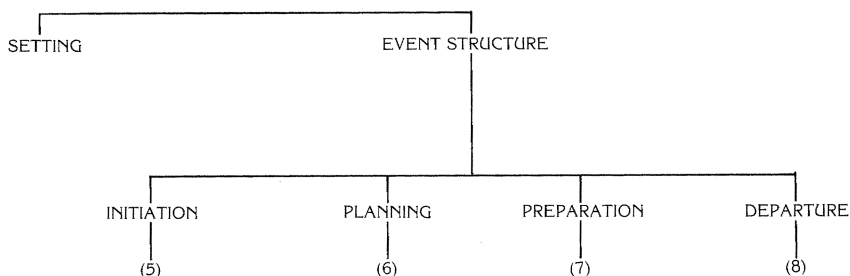 SETTING EVENT STRUCTURE
INITIATION PLANNING PREPARATION DEPARTURE
(5) (6) (7) (8)